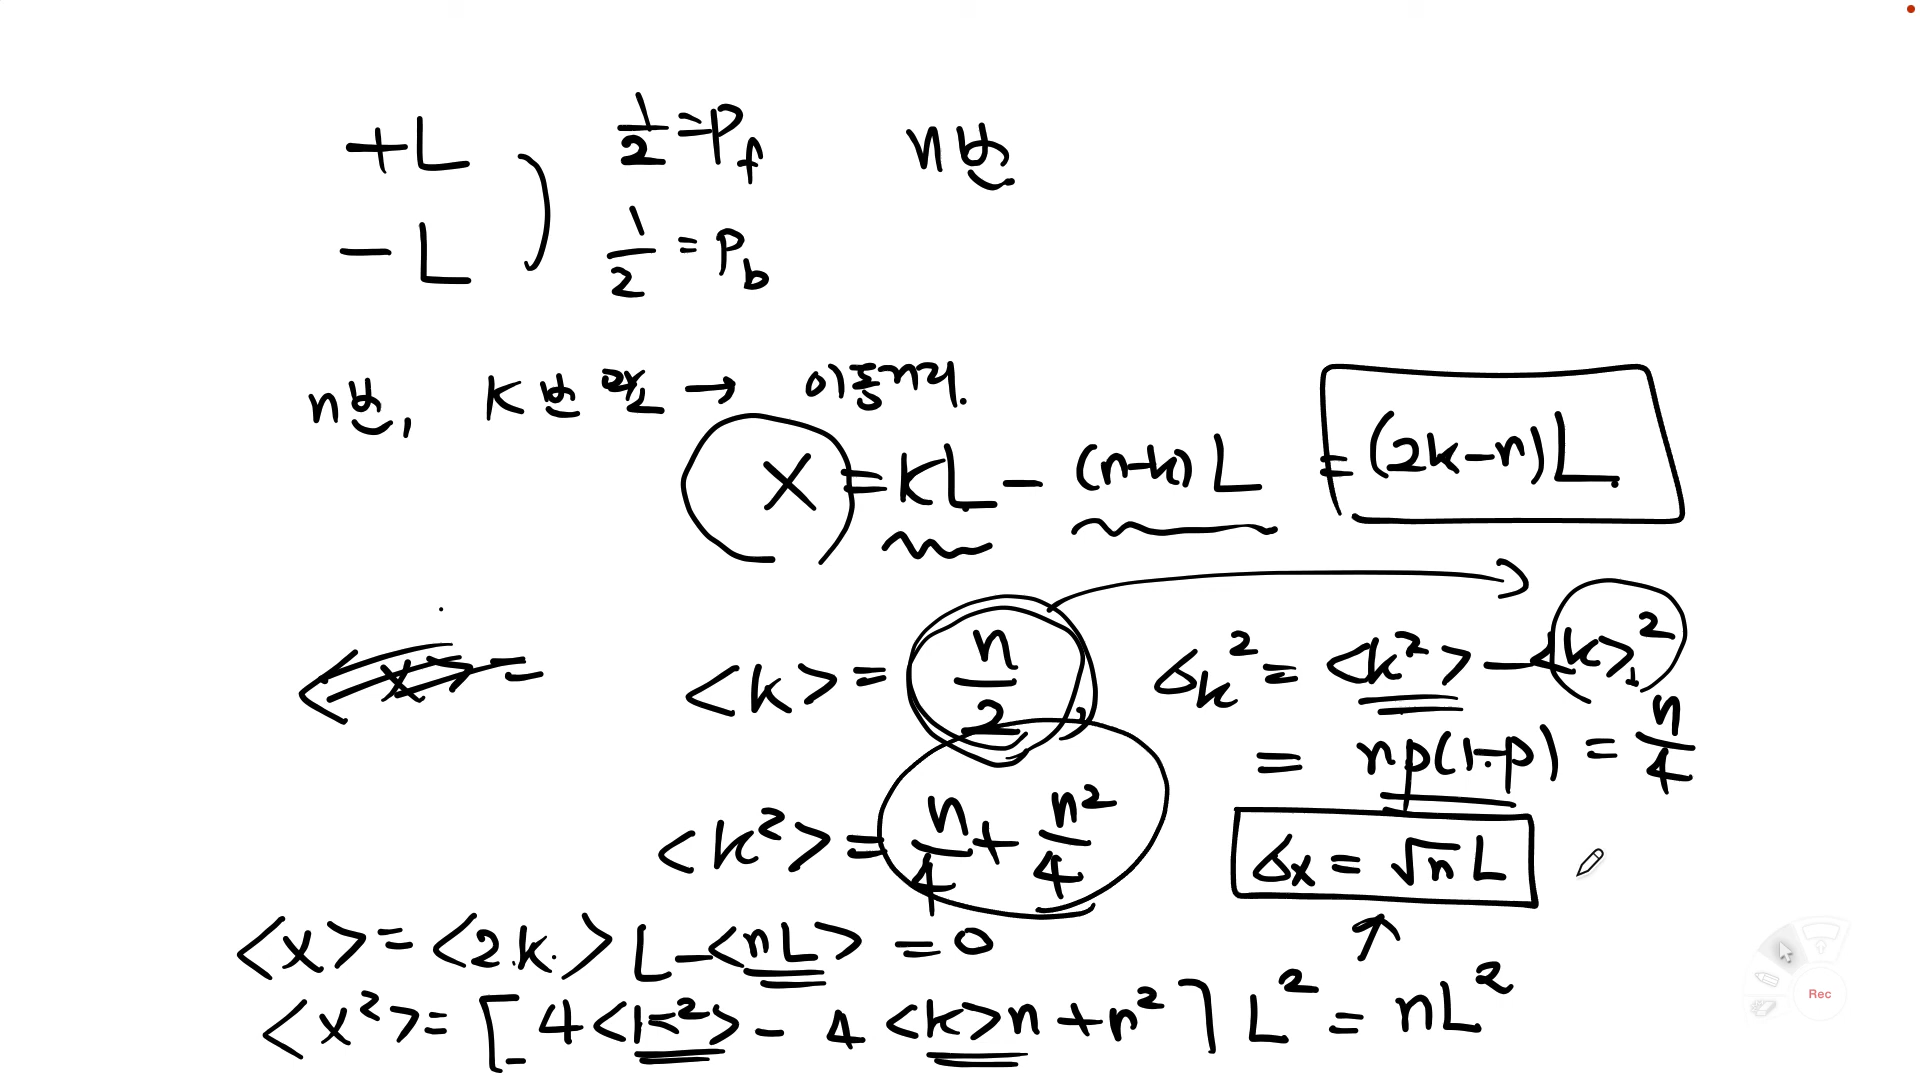 +L ) 1/2 = P_f n번
-L 1/2 = P_b
n번, k번 앞 → 이동거리.
x = kL - (n-k)L = (2k-n)L
<x> =
<k> = n/2, σ_k² = <k²> - <k>²
= np(1-p) = n/4
<k²> = n/4 + n²/4
σ_x = √n L
<x> = <2k>L - <nL> = 0
<x²> = [4<k²> - 4<k>n + n²] L² = nL²
Rec